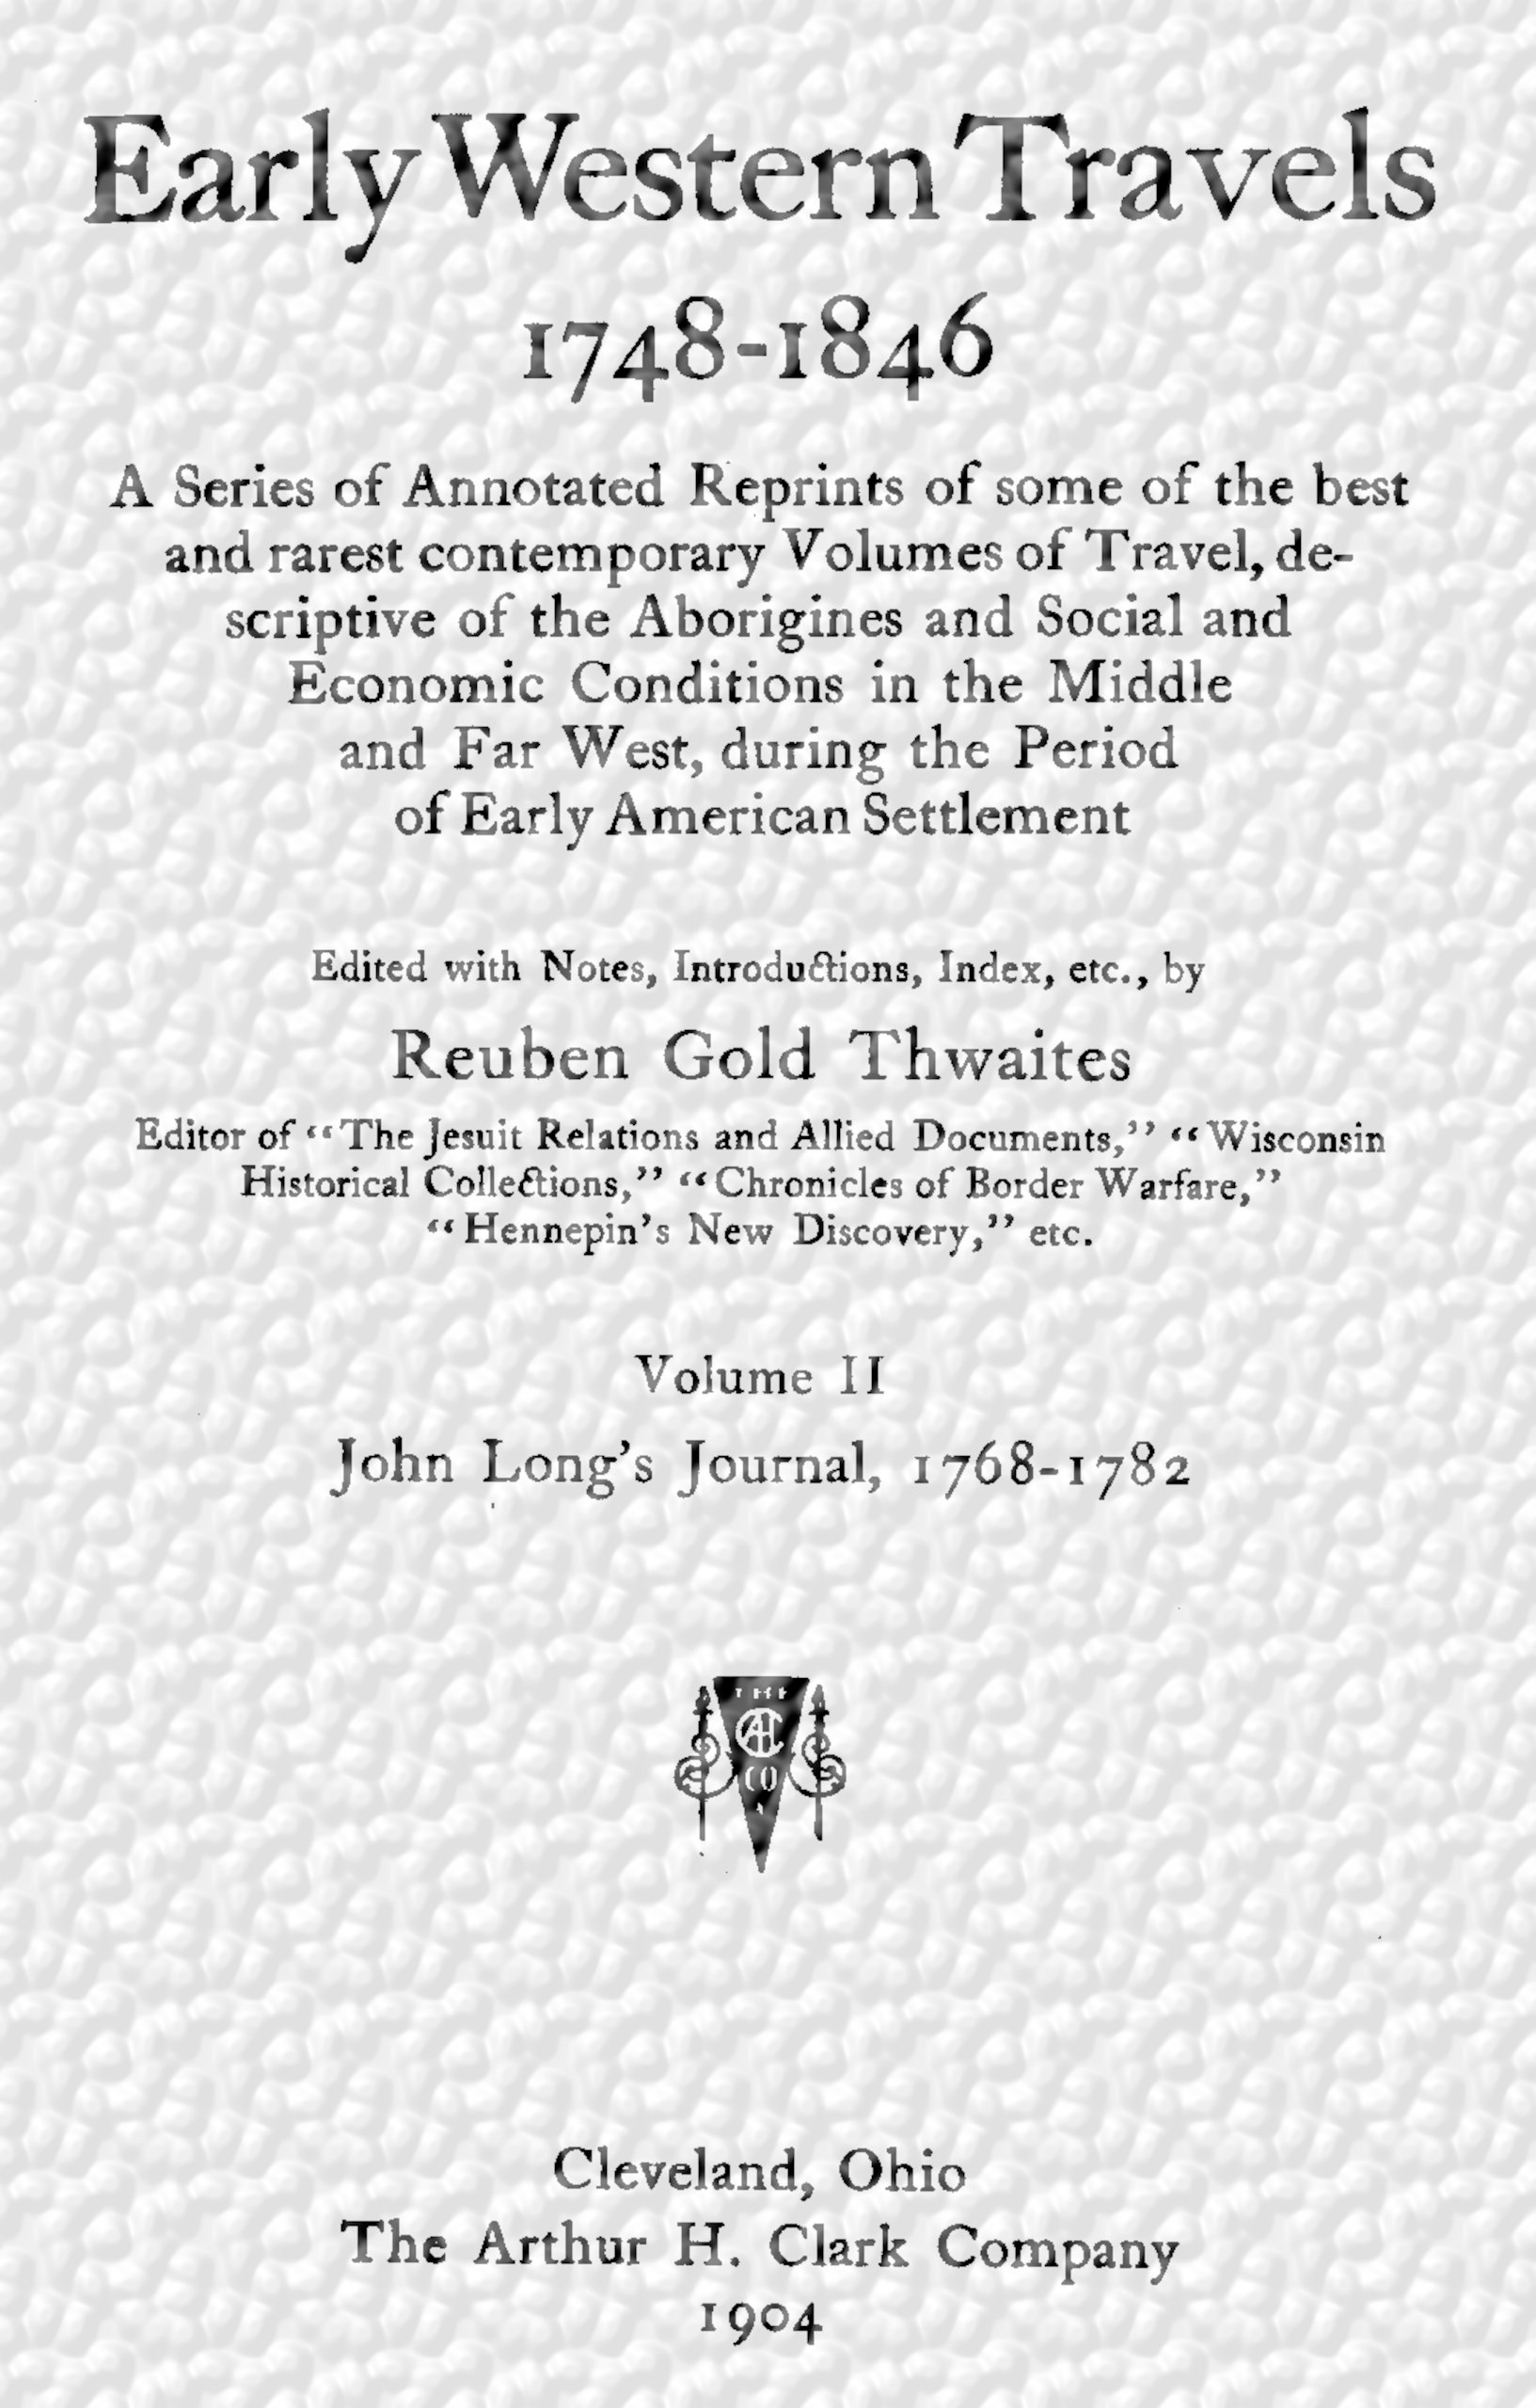 Early Western Travels
1748-1846
A Series of Annotated Reprints of some of the best
and rarest contemporary Volumes of Travel, de-
scriptive of the Aborigines and Social and
Economic Conditions in the Middle
and Far West, during the Period
of Early American Settlement
Edited with Notes, Introductions, Index, etc., by
Reuben Gold Thwaites
Editor of “The Jesuit Relations and Allied Documents,” “Wisconsin
Historical Collections,” “Chronicles of Border Warfare,”
“Hennepin’s New Discovery,” etc.
Volume II
John Long’s Journal, 1768-1782
THE
AHC
CO
Cleveland, Ohio
The Arthur H. Clark Company
1904